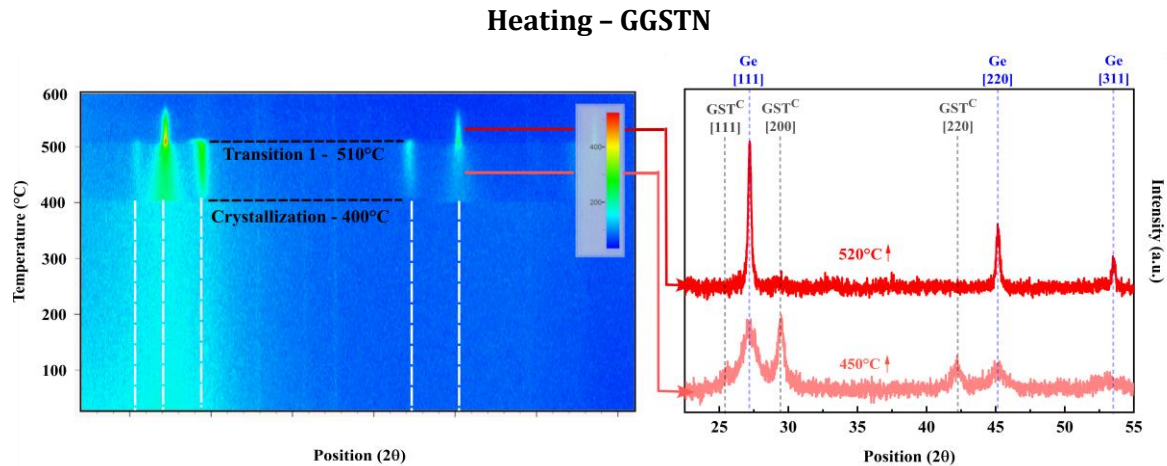 Heating – GGSTN
600
500
400
300
200
100
Temperature (°C)
Transition 1 - 510°C
Crystallization - 400°C
400
200
Position (2θ)
Ge
[111]
Ge
[220]
Ge
[311]
GST^C
[111]
GST^C
[200]
GST^C
[220]
520°C ↑
450°C ↑
25 30 35 40 45 50 55
Position (2θ)
Intensity (a.u.)